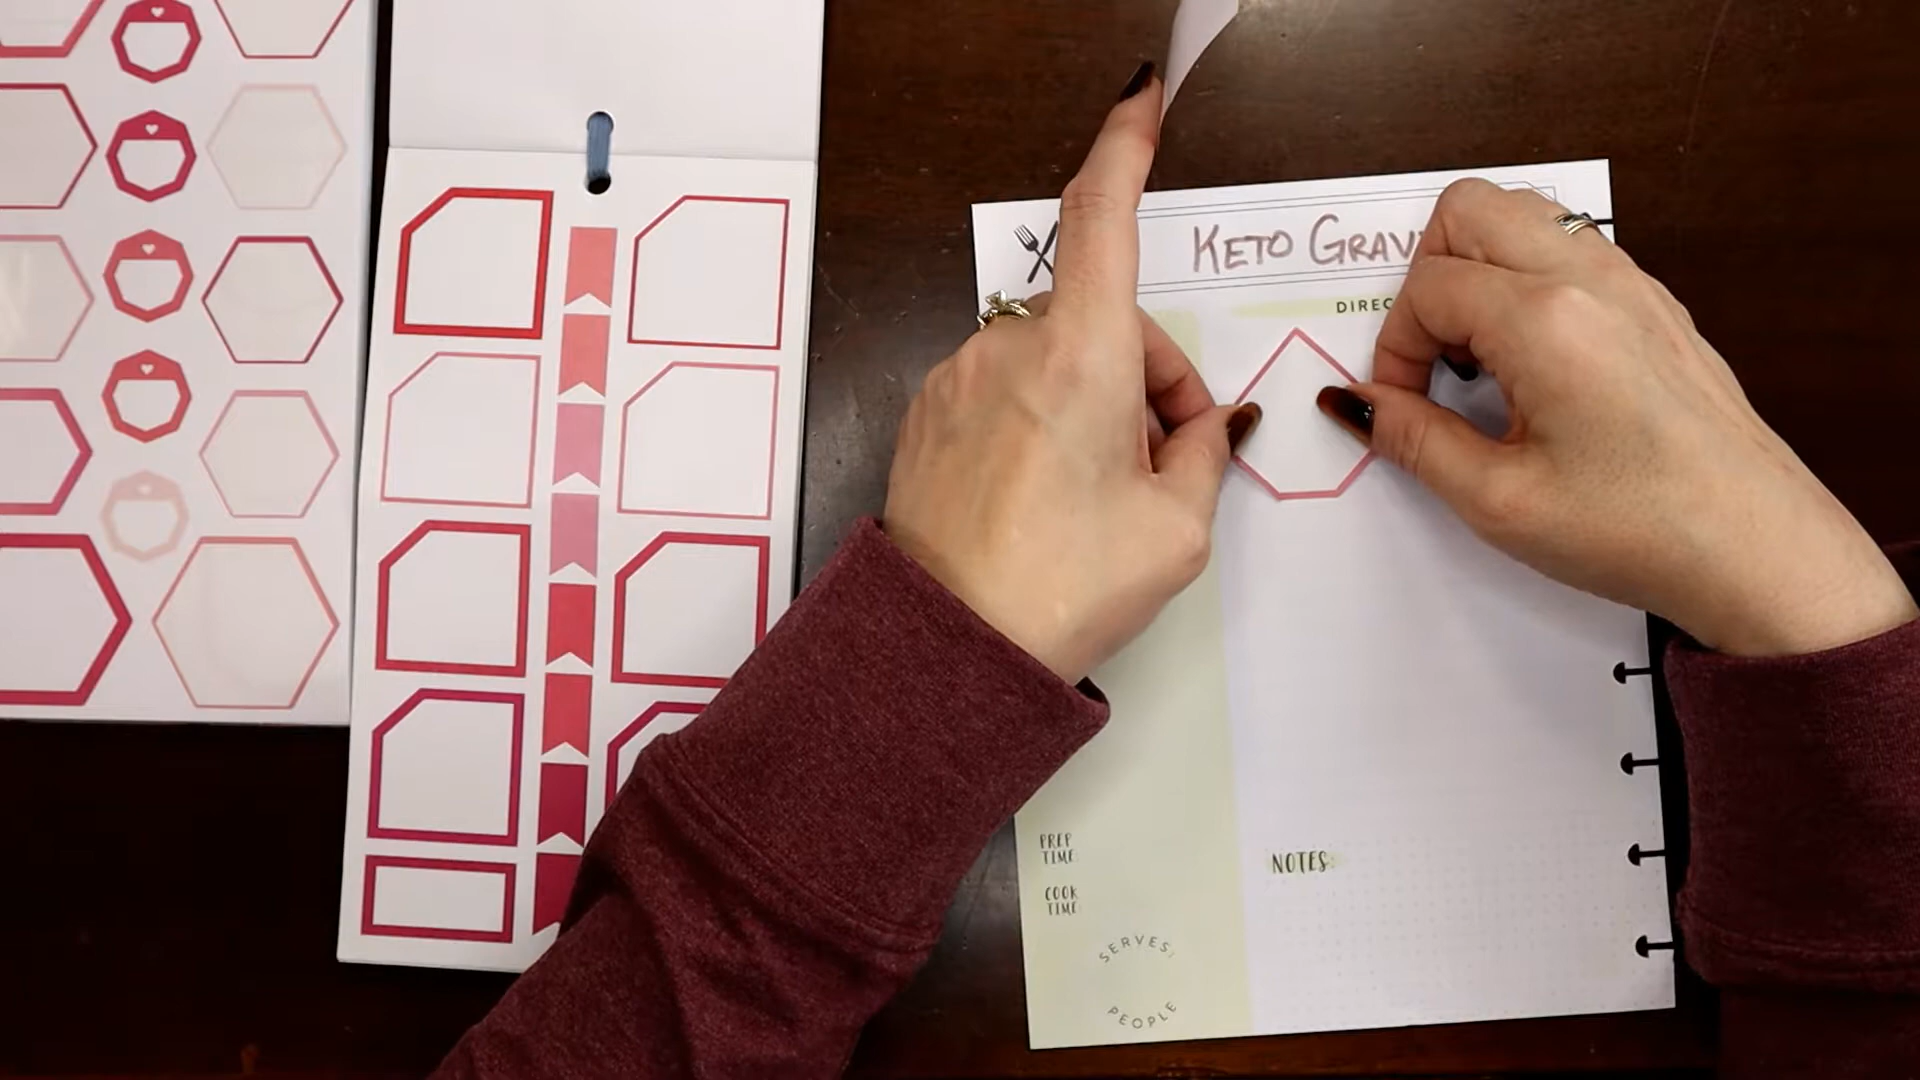 KETO GRAV
DIREC
PREP
TIME:
COOK
TIME:
NOTES:
SERVES:
PEOPLE